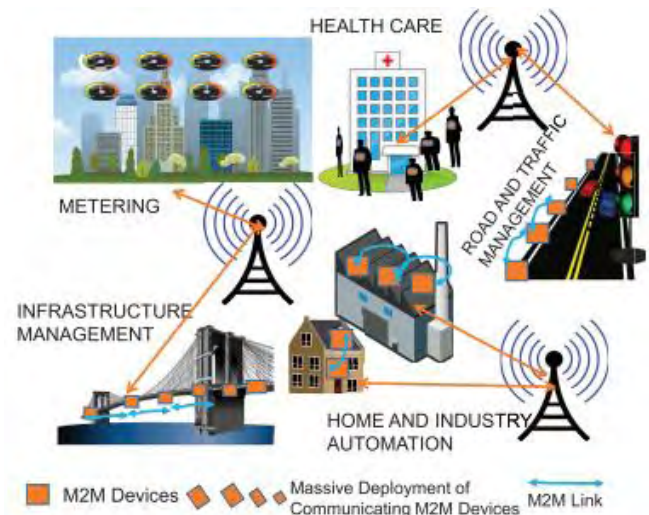 HEALTH CARE
METERING
ROAD AND TRAFFIC
MANAGEMENT
INFRASTRUCTURE
MANAGEMENT
HOME AND INDUSTRY
AUTOMATION
M2M Devices
Massive Deployment of
Communicating M2M Devices
M2M Link